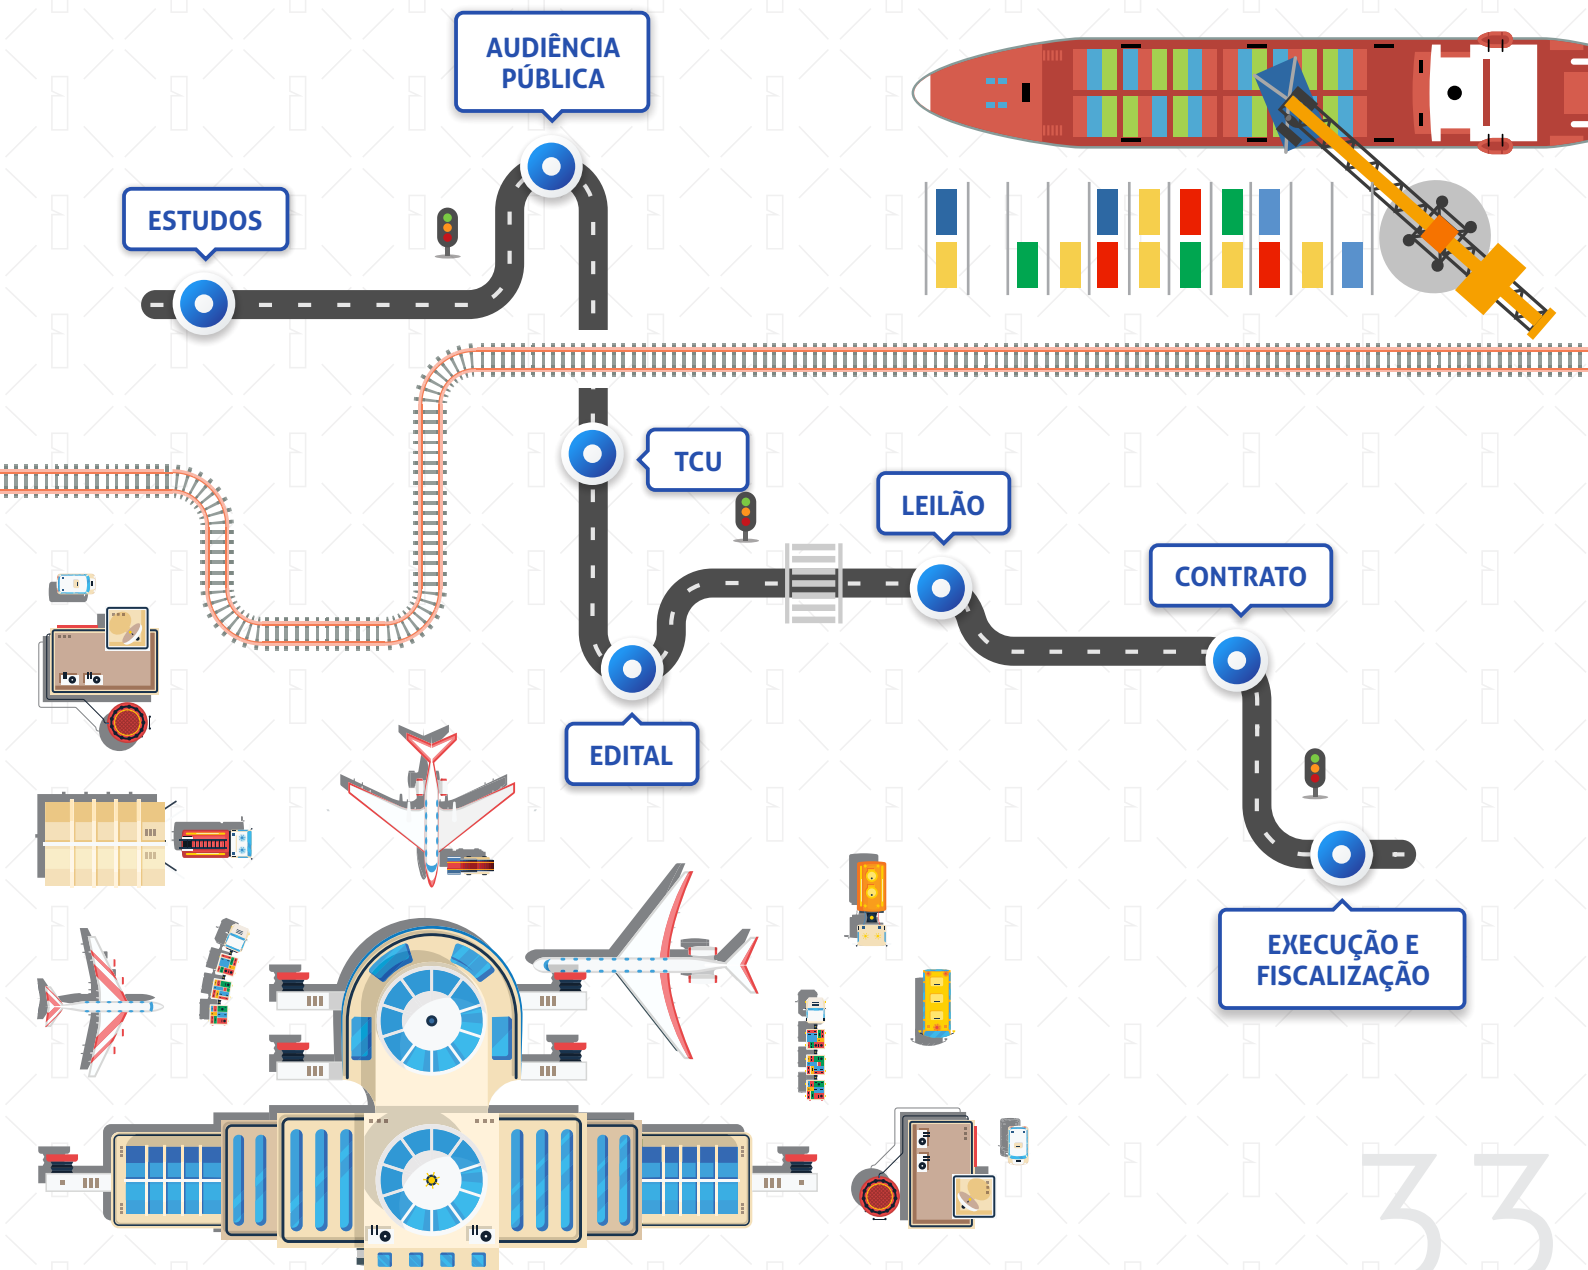 AUDIÊNCIA
PÚBLICA
ESTUDOS
TCU
LEILÃO
CONTRATO
EDITAL
EXECUÇÃO E
FISCALIZAÇÃO
33